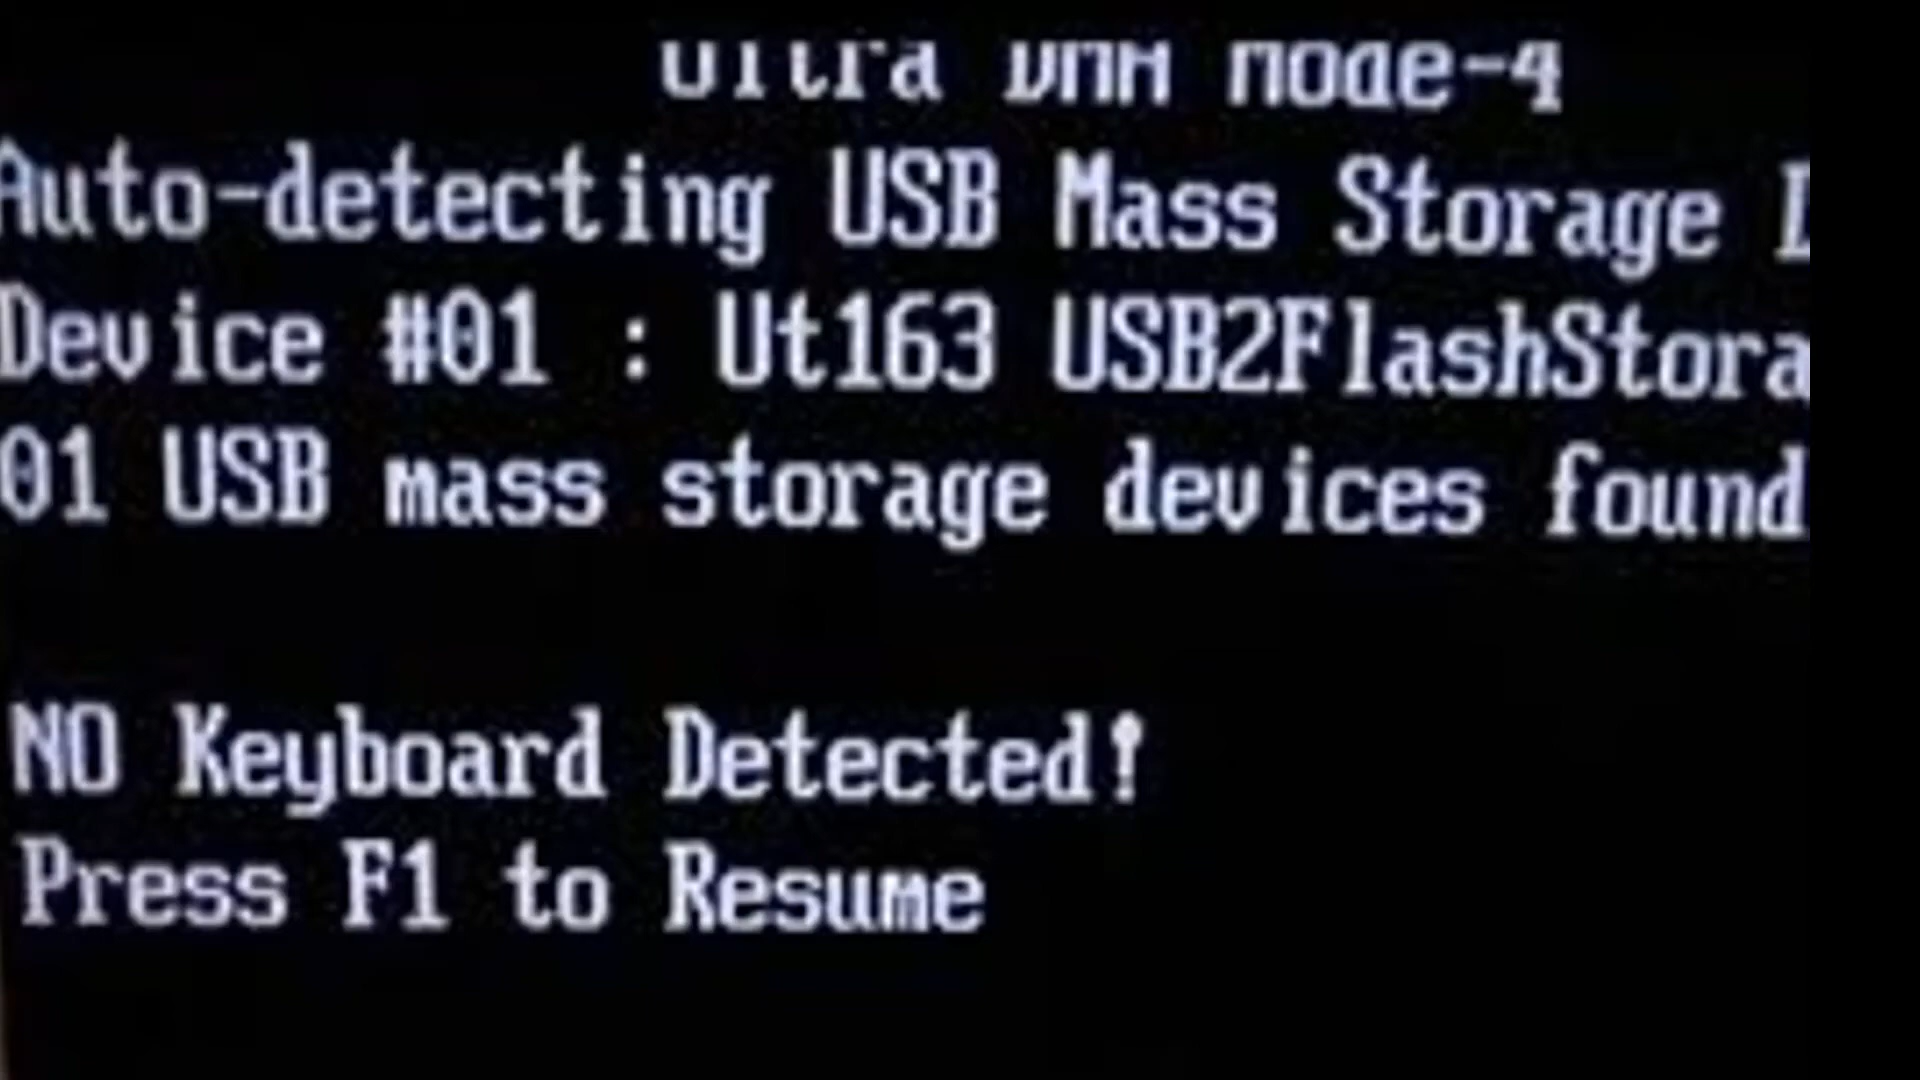 Ultra DMA Mode-4
Auto-detecting USB Mass Storage
Device #01 : Ut163 USB2FlashStora
01 USB mass storage devices found
NO Keyboard Detected!
Press F1 to Resume